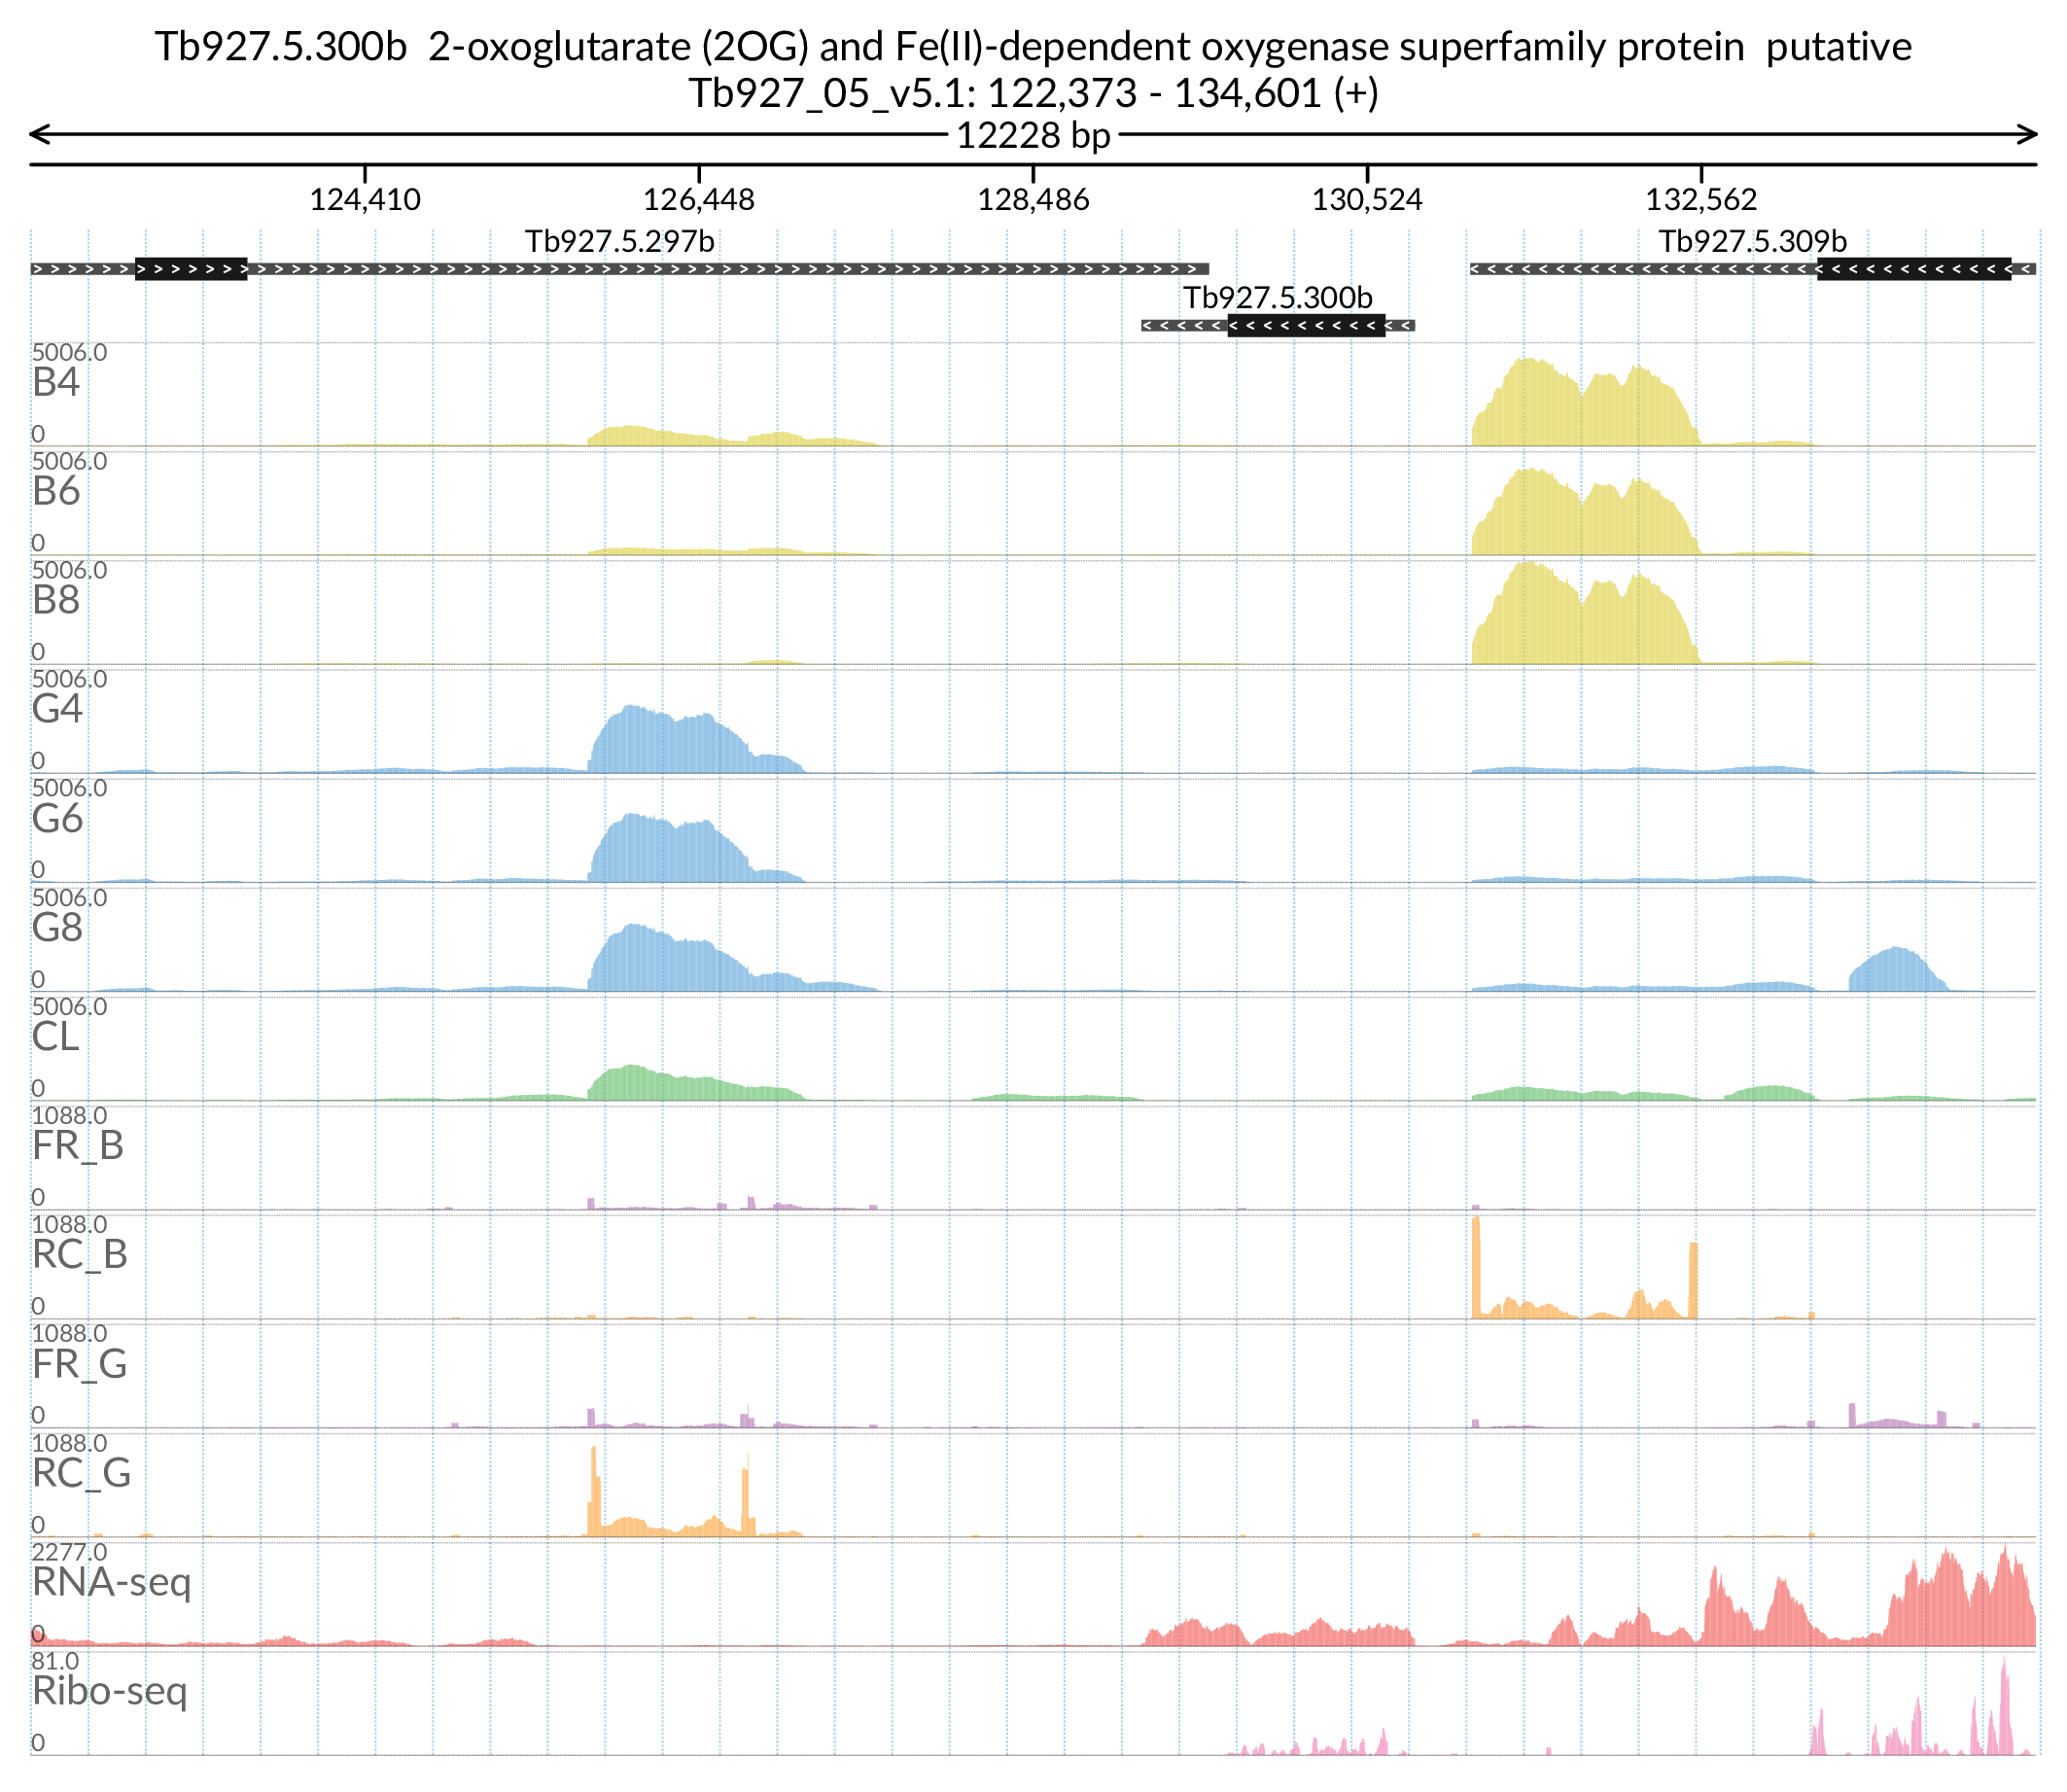 Tb927.5.300b  2-oxoglutarate (2OG) and Fe(II)-dependent oxygenase superfamily protein  putative
Tb927_05_v5.1: 122,373 - 134,601 (+)
12228 bp
124,410 126,448 128,486 130,524 132,562
Tb927.5.297b Tb927.5.309b
Tb927.5.300b
5006.0
B4
0
5006.0
B6
0
5006.0
B8
0
5006.0
G4
0
5006.0
G6
0
5006.0
G8
0
5006.0
CL
0
1088.0
FR_B
0
1088.0
RC_B
0
1088.0
FR_G
0
1088.0
RC_G
0
2277.0
RNA-seq
0
81.0
Ribo-seq
0